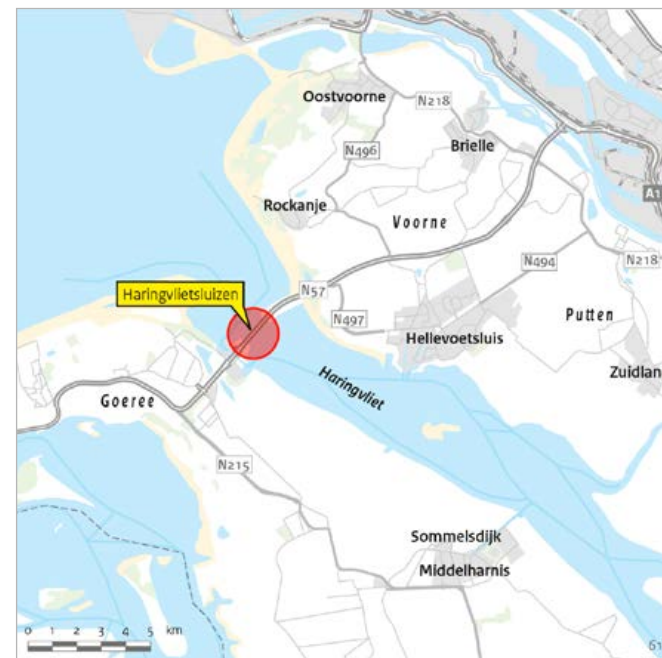 Oostvoorne
N218
Brielle
N496
A1
Rockanje
Voorne
N494
N218
Haringvlietsluizen
N57
N497
Putten
Hellevoetsluis
Zuidlan
Haringvliet
Goeree
N215
Sommelsdijk
Middelharnis
0 1 2 3 4 5 km
61